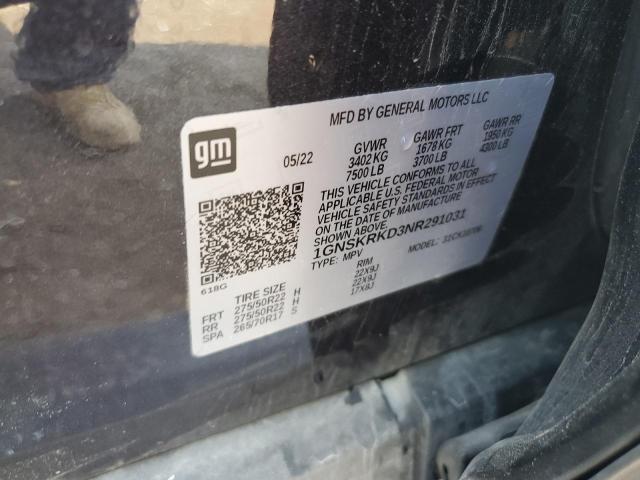 MFD BY GENERAL MOTORS LLC
gm
05/22
GVWR GAWR FRT GAWR RR
3402 KG 1678 KG 1950 KG
7500 LB 3700 LB 4300 LB
THIS VEHICLE CONFORMS TO ALL
APPLICABLE U.S. FEDERAL MOTOR
VEHICLE SAFETY STANDARDS IN EFFECT
ON THE DATE OF MANUFACTURE
SHOWN ABOVE.
1GNSKRKD3NR291031
TYPE: MPV MODEL:
618G
TIRE SIZE RIM
FRT 275/50R22 H 22X9J
RR 275/50R22 H 22X9J
SPA 265/70R17 S 17X8J